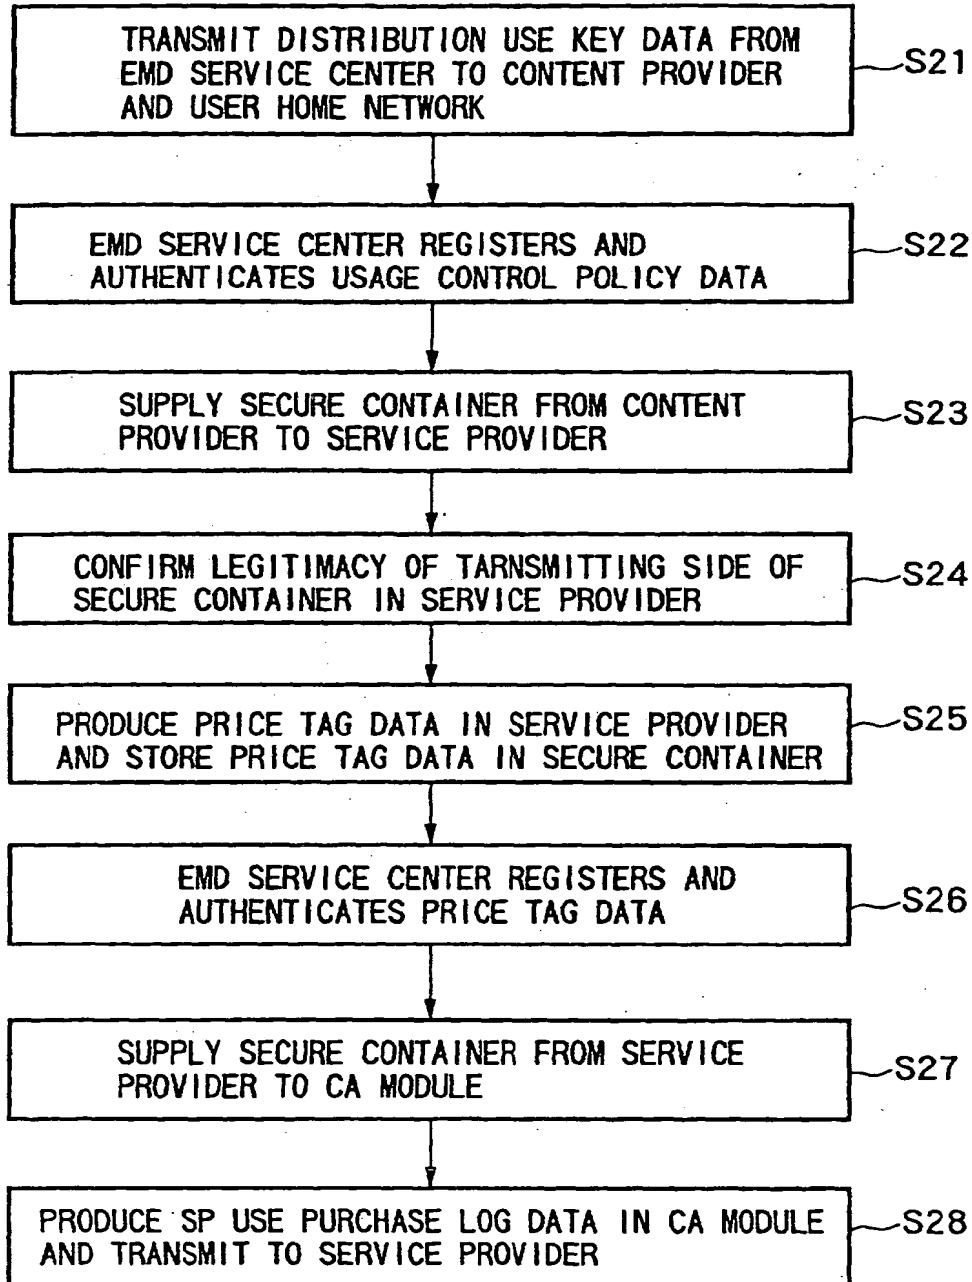 TRANSMIT DISTRIBUTION USE KEY DATA FROM
EMD SERVICE CENTER TO CONTENT PROVIDER
AND USER HOME NETWORK
S21
EMD SERVICE CENTER REGISTERS AND
AUTHENTICATES USAGE CONTROL POLICY DATA
S22
SUPPLY SECURE CONTAINER FROM CONTENT
PROVIDER TO SERVICE PROVIDER
S23
CONFIRM LEGITIMACY OF TARNSMITTING SIDE OF
SECURE CONTAINER IN SERVICE PROVIDER
S24
PRODUCE PRICE TAG DATA IN SERVICE PROVIDER
AND STORE PRICE TAG DATA IN SECURE CONTAINER
S25
EMD SERVICE CENTER REGISTERS AND
AUTHENTICATES PRICE TAG DATA
S26
SUPPLY SECURE CONTAINER FROM SERVICE
PROVIDER TO CA MODULE
S27
PRODUCE SP USE PURCHASE LOG DATA IN CA MODULE
AND TRANSMIT TO SERVICE PROVIDER
S28